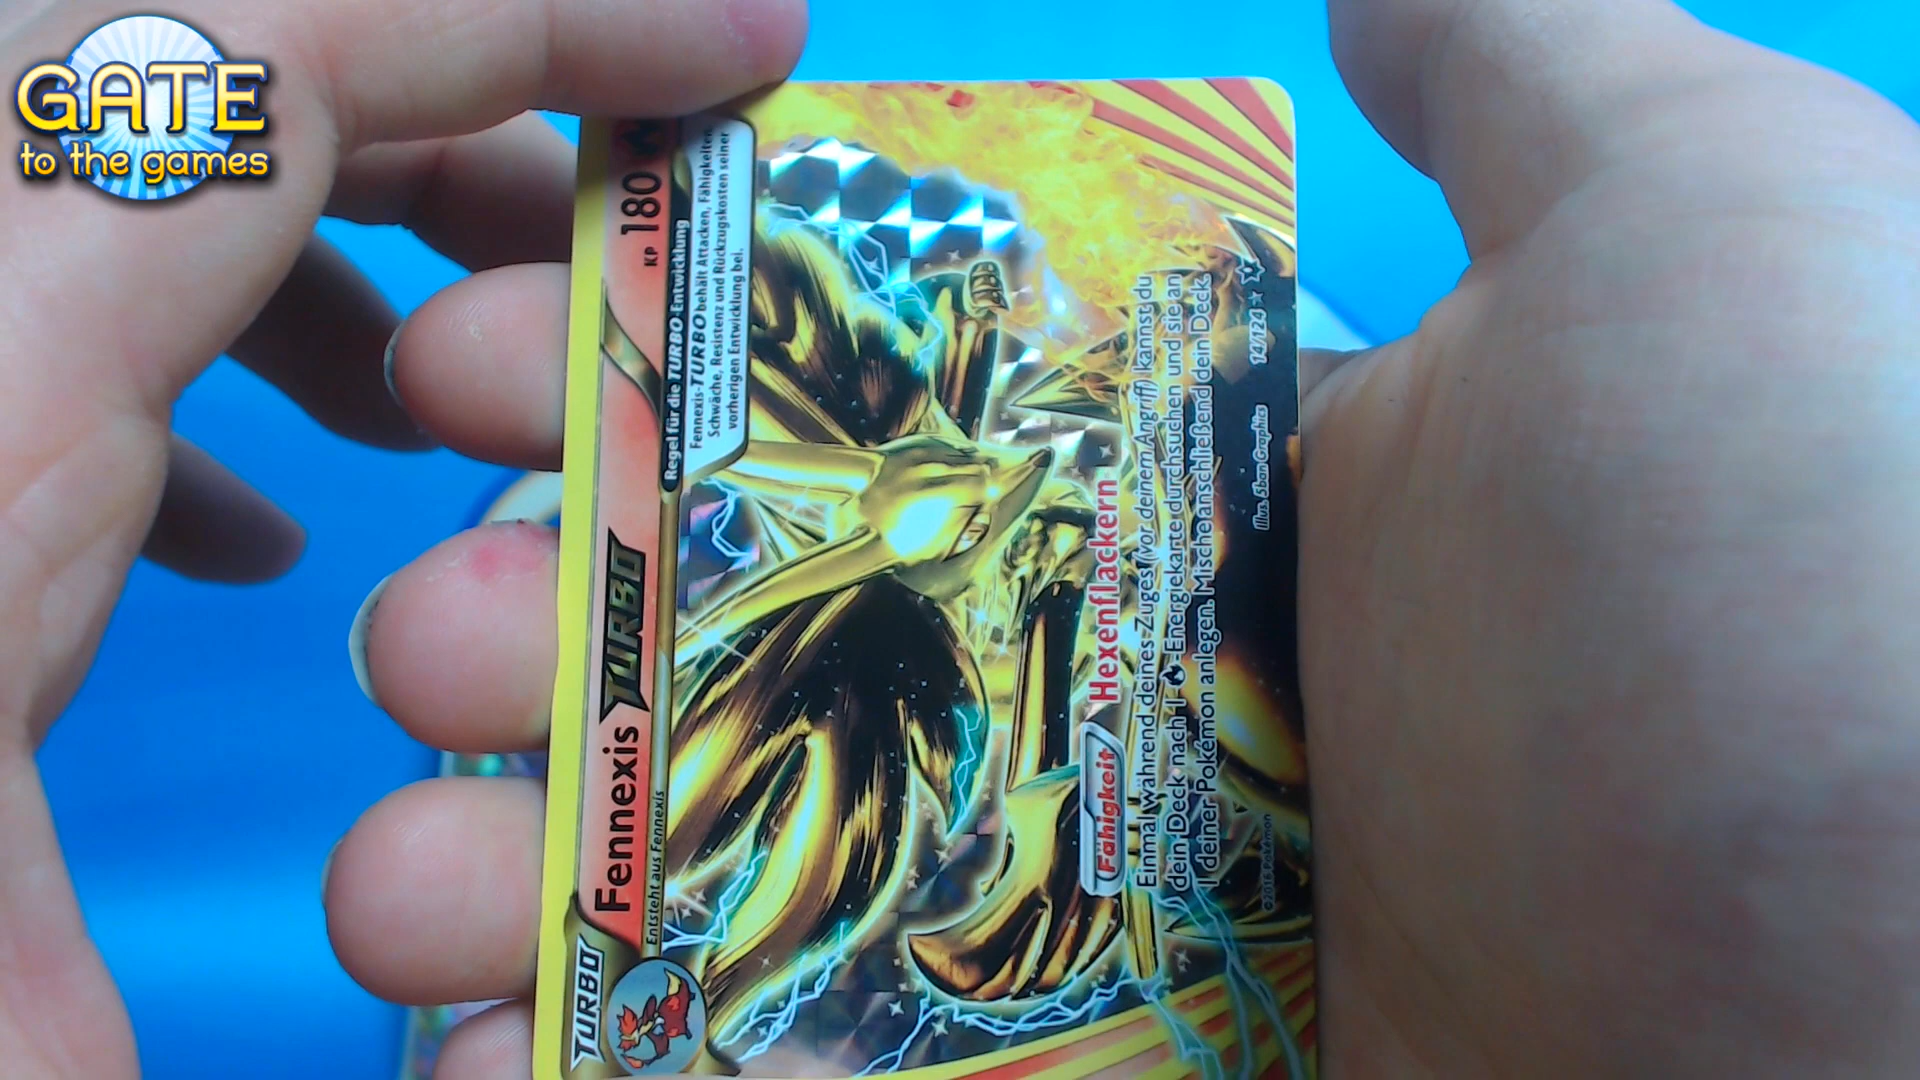 GATE
to the games
TURBO
Fennexis TURBO KP 180
Entsteht aus Fennexis
Regel für die TURBO-Entwicklung
Fennexis-TURBO behält Attacken, Fähigkeiten,
Schwäche, Resistenz und Rückzugskosten seiner
vorherigen Entwicklung bei.
Fähigkeit Hexenflackern
Einmal während deines Zuges (vor deinem Angriff) kannst du
dein Deck nach 1 -Energiekarte durchsuchen und sie an
1 deiner Pokémon anlegen. Mische anschließend dein Deck.
©2016 Pokémon Illus. 5ban Graphics 14/124 ★